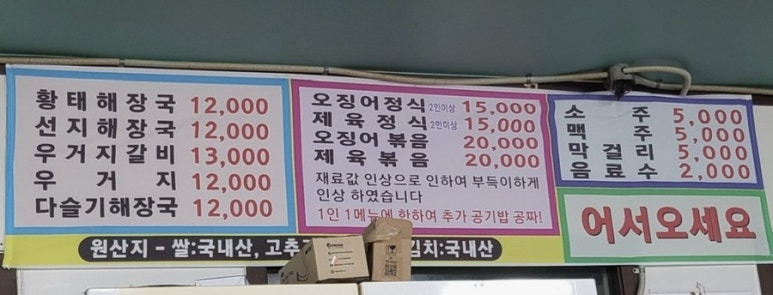 황태해장국 12,000
선지해장국 12,000
우거지갈비 13,000
우거지 12,000
다슬기해장국 12,000
오징어정식 2인이상 15,000
제육정식 2인이상 15,000
오징어 볶음 20,000
제육볶음 20,000
재료값 인상으로 인하여 부득이하게
인상 하였습니다
1인 1메뉴에 한하여 추가 공기밥 공짜!
소주 5,000
맥주 5,000
막걸리 5,000
음료수 2,000
어서오세요
원산지 - 쌀:국내산, 고추 김치:국내산